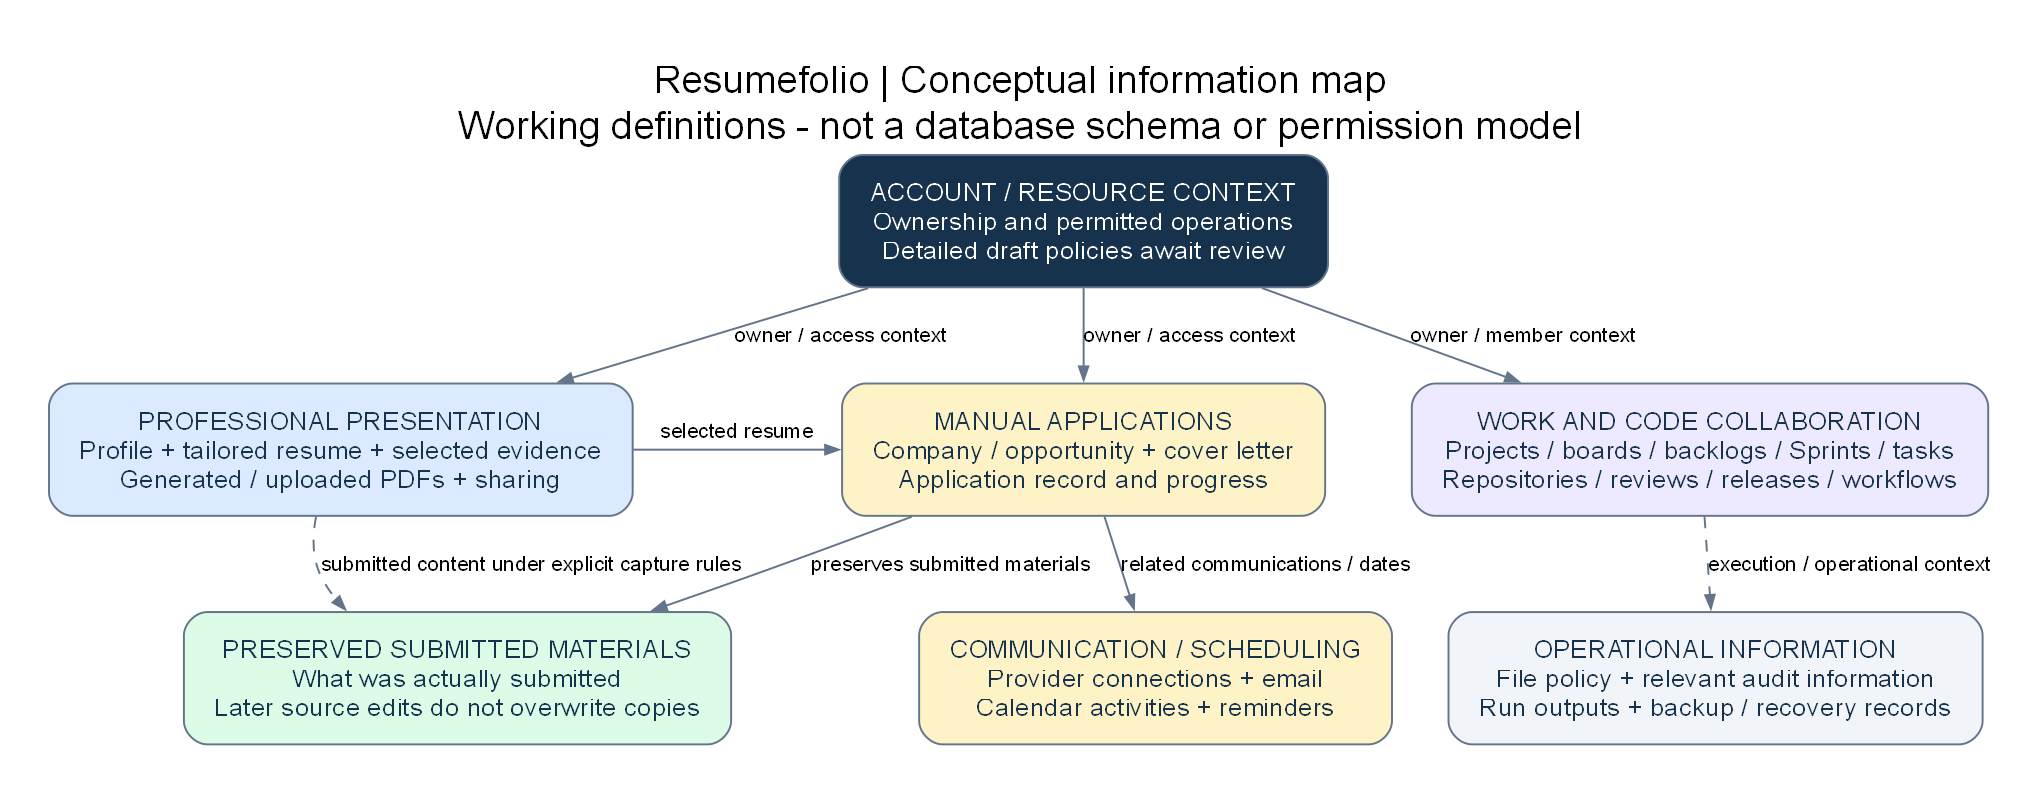 Resumefolio | Conceptual information map
Working definitions - not a database schema or permission model
ACCOUNT / RESOURCE CONTEXT
Ownership and permitted operations
Detailed draft policies await review
owner / access context
owner / access context
owner / member context
PROFESSIONAL PRESENTATION
Profile + tailored resume + selected evidence
Generated / uploaded PDFs + sharing
selected resume
MANUAL APPLICATIONS
Company / opportunity + cover letter
Application record and progress
WORK AND CODE COLLABORATION
Projects / boards / backlogs / Sprints / tasks
Repositories / reviews / releases / workflows
submitted content under explicit capture rules
preserves submitted materials
related communications / dates
execution / operational context
PRESERVED SUBMITTED MATERIALS
What was actually submitted
Later source edits do not overwrite copies
COMMUNICATION / SCHEDULING
Provider connections + email
Calendar activities + reminders
OPERATIONAL INFORMATION
File policy + relevant audit information
Run outputs + backup / recovery records